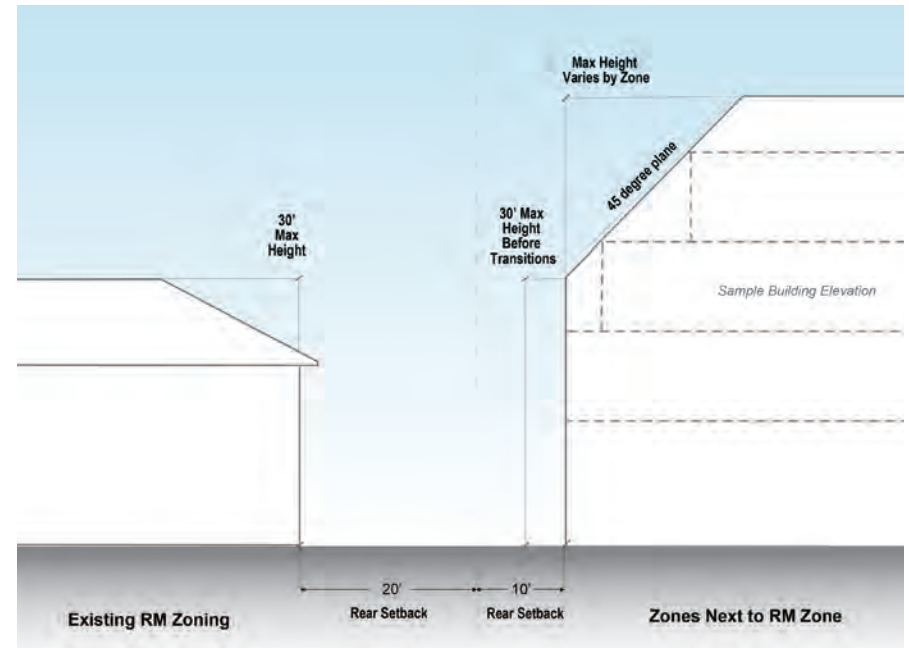 Max Height
Varies by Zone
45 degree plane
30'
Max
Height
30' Max
Height
Before
Transitions
Sample Building Elevation
20'
10'
Rear Setback
Rear Setback
Existing RM Zoning
Zones Next to RM Zone